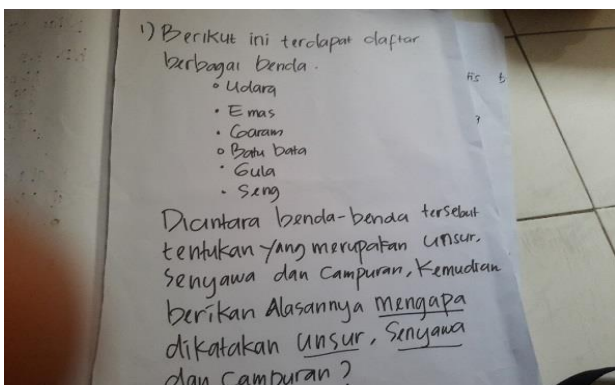 1) Berikut ini terdapat daftar
berbagai benda.
• Udara
• Emas
• Garam
• Batu bata
• Gula
• Seng
Diantara benda-benda tersebut
tentukan yang merupakan unsur,
senyawa dan campuran, Kemudian
berikan Alasannya mengapa
dikatakan unsur, Senyawa
dan campuran?